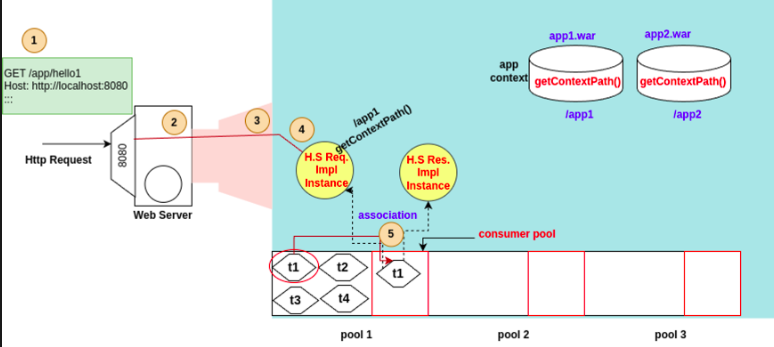 1
GET /app/hello1
Host: http://localhost:8080
:::
Http Request
8080
2
Web Server
3
4
/app1
getContextPath()
H.S Req.
Impl
Instance
H.S Res.
Impl
Instance
app1.war
app2.war
app
context
getContextPath()
getContextPath()
/app1
/app2
association
5
consumer pool
t1
t2
t3
t4
t1
pool 1
pool 2
pool 3